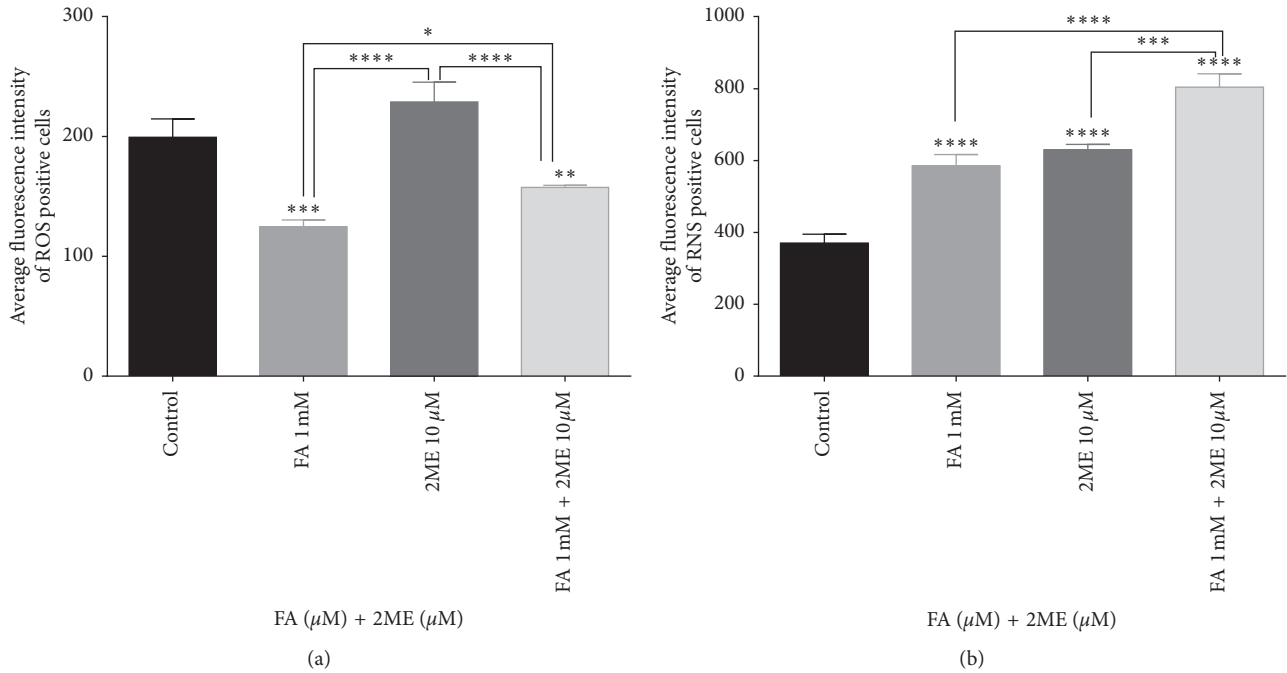 300
200
100
0
Average fluorescence intensity
of ROS positive cells
*
****
****
***
**
Control
FA 1 mM
2ME 10 μM
FA 1 mM + 2ME 10 μM
FA (μM) + 2ME (μM)
(a)
1000
800
600
400
200
0
Average fluorescence intensity
of RNS positive cells
****
***
****
****
****
Control
FA 1 mM
2ME 10 μM
FA 1 mM + 2ME 10 μM
FA (μM) + 2ME (μM)
(b)